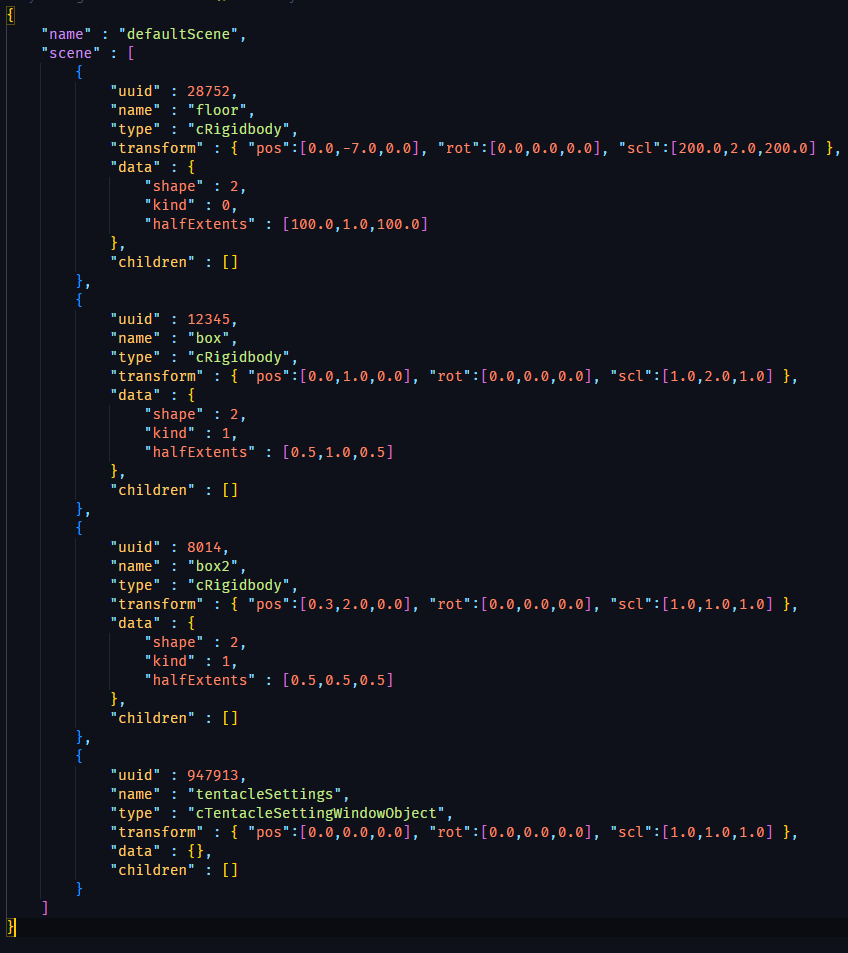 {
    "name" : "defaultScene",
    "scene" : [
        {
            "uuid" : 28752,
            "name" : "floor",
            "type" : "cRigidbody",
            "transform" : { "pos":[0.0,-7.0,0.0], "rot":[0.0,0.0,0.0], "scl":[200.0,2.0,200.0] },
            "data" : {
                "shape" : 2,
                "kind" : 0,
                "halfExtents" : [100.0,1.0,100.0]
            },
            "children" : []
        },
        {
            "uuid" : 12345,
            "name" : "box",
            "type" : "cRigidbody",
            "transform" : { "pos":[0.0,1.0,0.0], "rot":[0.0,0.0,0.0], "scl":[1.0,2.0,1.0] },
            "data" : {
                "shape" : 2,
                "kind" : 1,
                "halfExtents" : [0.5,1.0,0.5]
            },
            "children" : []
        },
        {
            "uuid" : 8014,
            "name" : "box2",
            "type" : "cRigidbody",
            "transform" : { "pos":[0.3,2.0,0.0], "rot":[0.0,0.0,0.0], "scl":[1.0,1.0,1.0] },
            "data" : {
                "shape" : 2,
                "kind" : 1,
                "halfExtents" : [0.5,0.5,0.5]
            },
            "children" : []
        },
        {
            "uuid" : 947913,
            "name" : "tentacleSettings",
            "type" : "cTentacleSettingWindowObject",
            "transform" : { "pos":[0.0,0.0,0.0], "rot":[0.0,0.0,0.0], "scl":[1.0,1.0,1.0] },
            "data" : {},
            "children" : []
        }
    ]
}